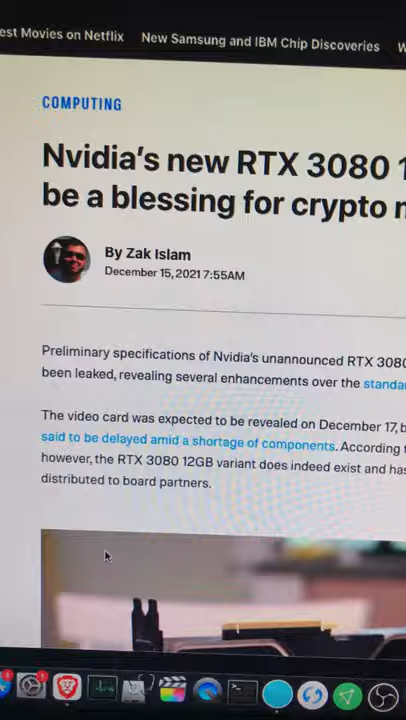 est Movies on Netflix New Samsung and IBM Chip Discoveries W
COMPUTING
Nvidia's new RTX 3080 1
be a blessing for crypto
By Zak Islam
December 15, 2021 7:55AM
Preliminary specifications of Nvidia's unannounced RTX 3080
been leaked, revealing several enhancements over the standa
The video card was expected to be revealed on December 17, b
said to be delayed amid a shortage of components. According
however, the RTX 3080 12GB variant does indeed exist and has
distributed to board partners.